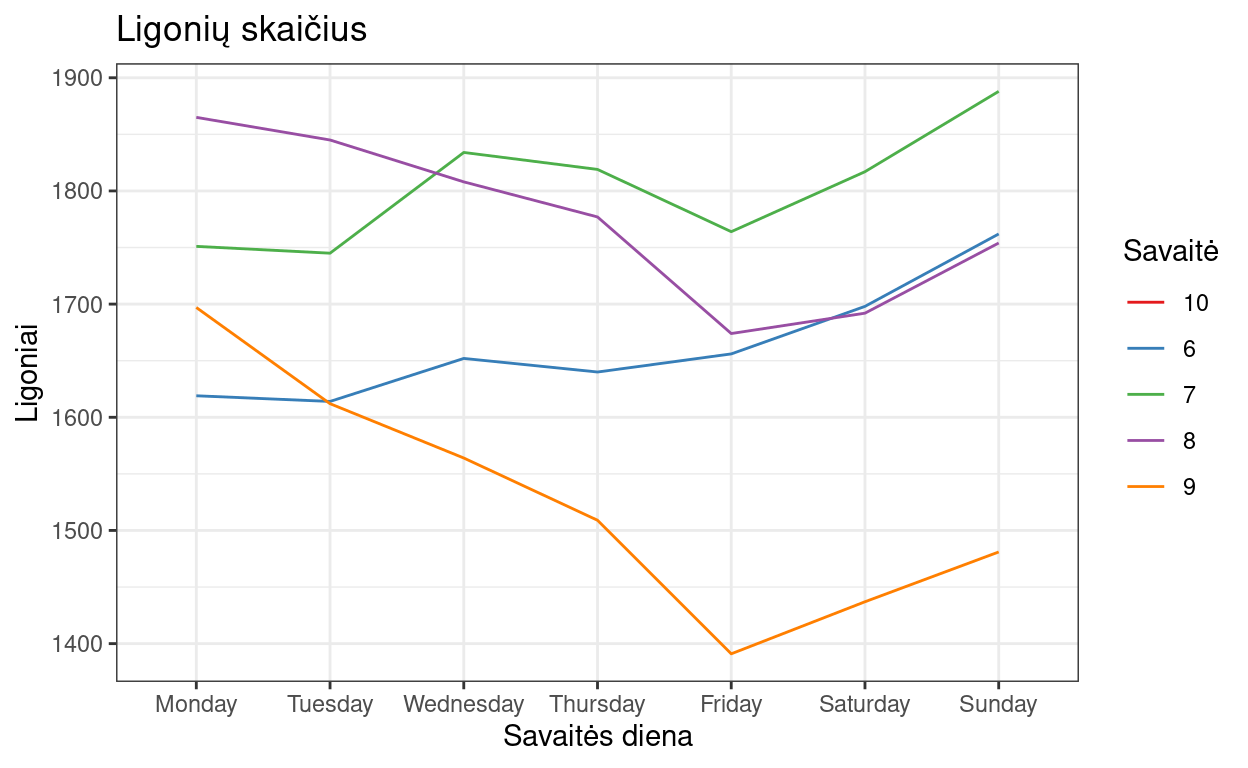 Ligonių skaičius
Ligoniai
1900
1800
1700
1600
1500
1400
Monday Tuesday Wednesday Thursday Friday Saturday Sunday
Savaitės diena
Savaitė
10
6
7
8
9